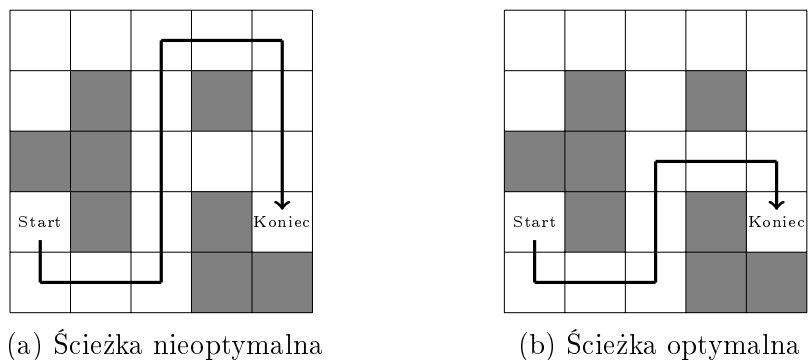 Start
Koniec
Start
Koniec
(a) Ścieżka nieoptymalna
(b) Ścieżka optymalna